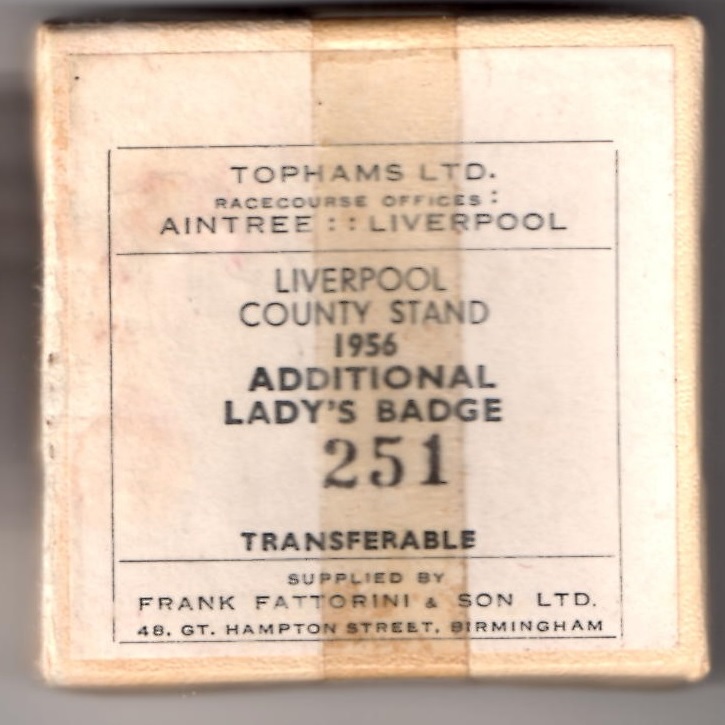 TOPHAMS LTD.
RACECOURSE OFFICES :
AINTREE : : LIVERPOOL
LIVERPOOL
COUNTY STAND
1956
ADDITIONAL
LADY'S BADGE
251
TRANSFERABLE
SUPPLIED BY
FRANK FATTORINI & SON LTD.
48. GT. HAMPTON STREET, BIRMINGHAM